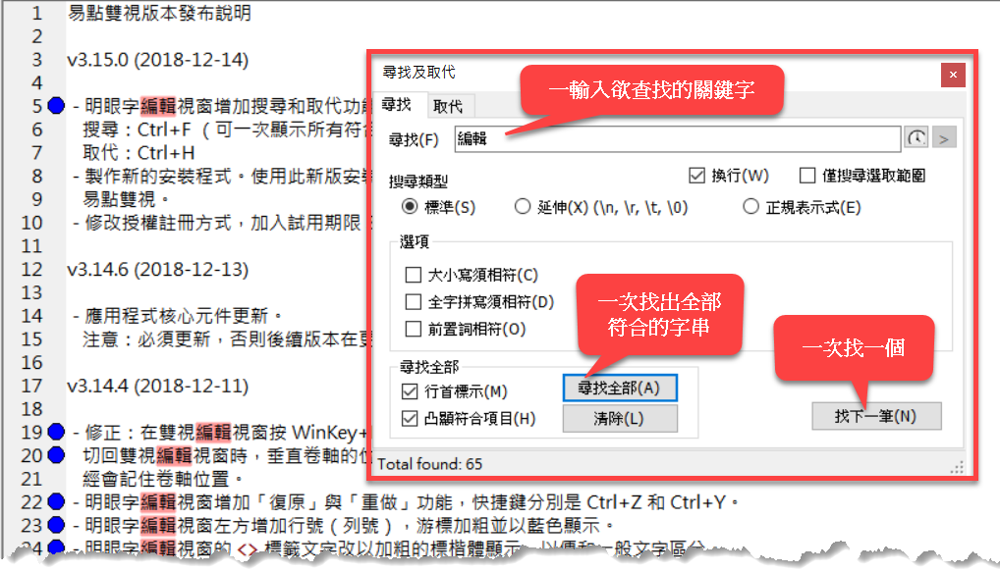 1 易點雙視版本發布說明
2
3 v3.15.0 (2018-12-14)
4
5 - 明眼字編輯視窗增加搜尋和取代功能
6 搜尋：Ctrl+F （可一次顯示所有符合
7 取代：Ctrl+H
8 - 製作新的安裝程式。使用此新版安裝
9 易點雙視。
10 - 修改授權註冊方式，加入試用期限
11
12 v3.14.6 (2018-12-13)
13
14 - 應用程式核心元件更新。
15 注意：必須更新，否則後續版本在更
16
17 v3.14.4 (2018-12-11)
18
19 - 修正：在雙視編輯視窗按 WinKey+
20 切回雙視編輯視窗時，垂直卷軸的位
21 經會記住卷軸位置。
22 - 明眼字編輯視窗增加「復原」與「重做」功能，快捷鍵分別是 Ctrl+Z 和 Ctrl+Y。
23 - 明眼字編輯視窗左方增加行號（列號），游標加粗並以藍色顯示。
24 - 明眼字編輯視窗的 <> 標籤文字改以加粗的標楷體顯示，以便和一般文字區分
尋找及取代
×
一輸入欲查找的關鍵字
尋找 取代
尋找(F) 編輯 >
搜尋類型 換行(W) 僅搜尋選取範圍
標準(S) 延伸(X) (\n, \r, \t, \0) 正規表示式(E)
選項
大小寫須相符(C)
全字拼寫須相符(D)
前置詞相符(O)
一次找出全部
符合的字串
一次找一個
尋找全部
行首標示(M) 尋找全部(A)
凸顯符合項目(H) 清除(L)
找下一筆(N)
Total found: 65